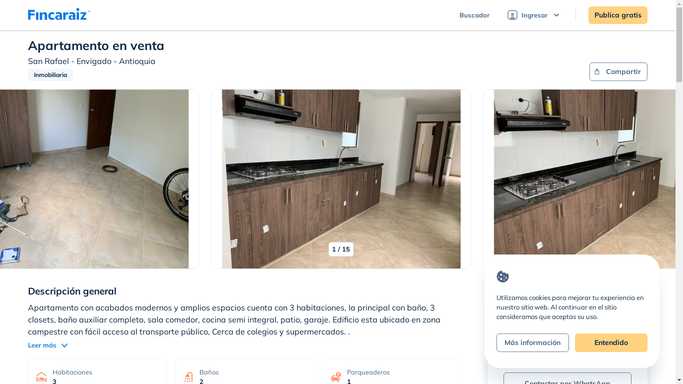 Fincaraiz
Buscador
Ingresar
Publica gratis
Apartamento en venta
San Rafael - Envigado - Antioquia
Inmobiliaria
Compartir
1 / 15
Descripción general
Apartamento con acabados modernos y amplios espacios cuenta con 3 habitaciones, la principal con baño, 3
closets, baño auxiliar completo, sala comedor, cocina semi integral, patio, garaje. Edificio esta ubicado en zona
campestre con fácil acceso al transporte público, Cerca de colegios y supermercados. .
Leer más
Habitaciones
3
Baños
2
Parqueaderos
1
Utilizamos cookies para mejorar tu experiencia en
nuestro sitio web. Al continuar en el sitio
consideramos que aceptas su uso.
Más información
Entendido
Contactar por WhatsApp